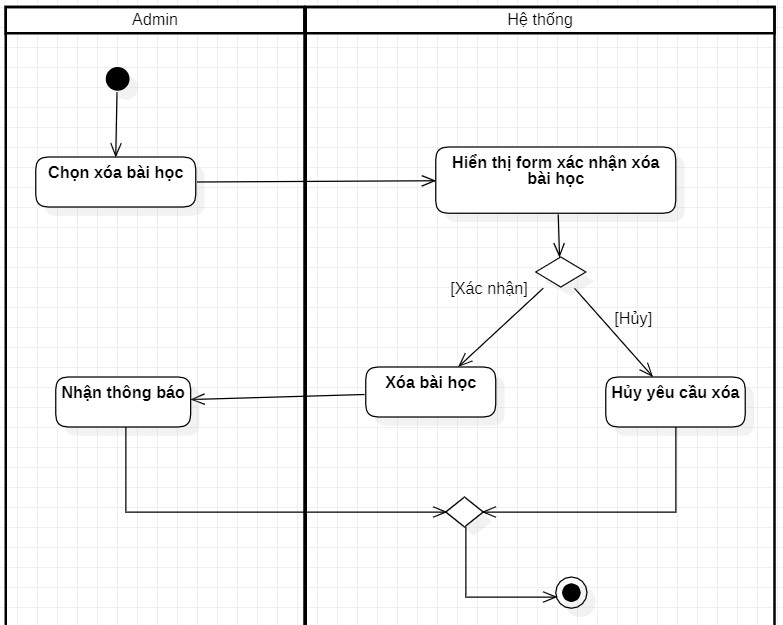 Admin
Hệ thống
Chọn xóa bài học
Hiển thị form xác nhận xóa
bài học
[Xác nhận]
[Hủy]
Nhận thông báo
Xóa bài học
Hủy yêu cầu xóa